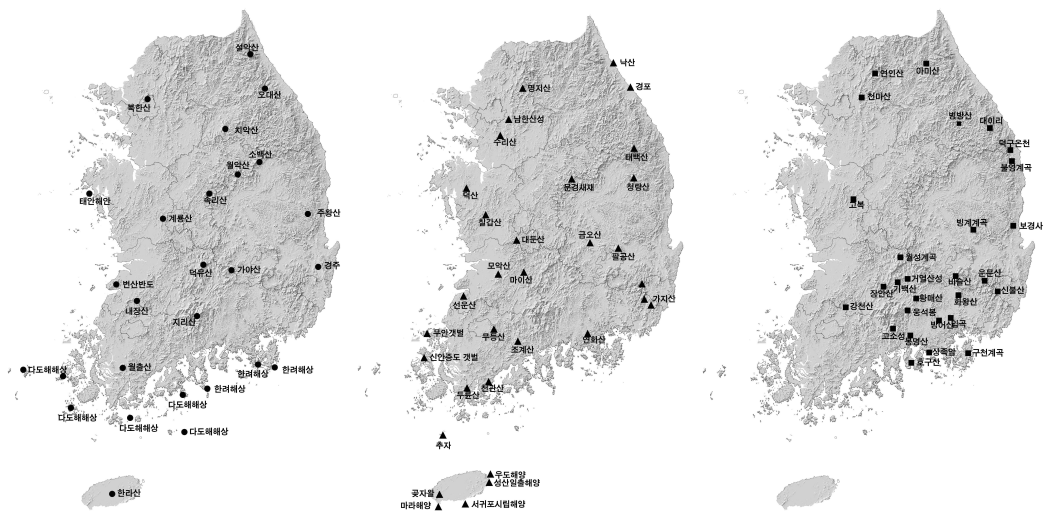 설악산
오대산
북한산
치악산
소백산
월악산
속리산
태안해안
계룡산
주왕산
덕유산
가야산
경주
변산반도
내장산
지리산
월출산
다도해해상
한려해상
한려해상
한려해상
다도해해상
다도해해상
다도해해상
다도해해상
한라산
낙산
명지산
경포
남한산성
수리산
태백산
문경새재
청량산
덕산
칠갑산
대둔산
금오산
팔공산
모악산
마이산
선운산
가지산
무안갯벌
무등산
조계산
연화산
신안증도 갯벌
두륜산
천관산
추자
우도해양
성산일출해양
곶자왈
마라해양
서귀포시립해양
아미산
연인산
천마산
범방산
대이리
덕구온천
불영계곡
고복
빙계계곡
보경사
월성계곡
거열산성
기백산
장안산
비슬산
운문산
신불산
황매산
화왕산
강천산
웅석봉
방어산
입곡
고소성
봉명산
상족암
구천계곡
호구산